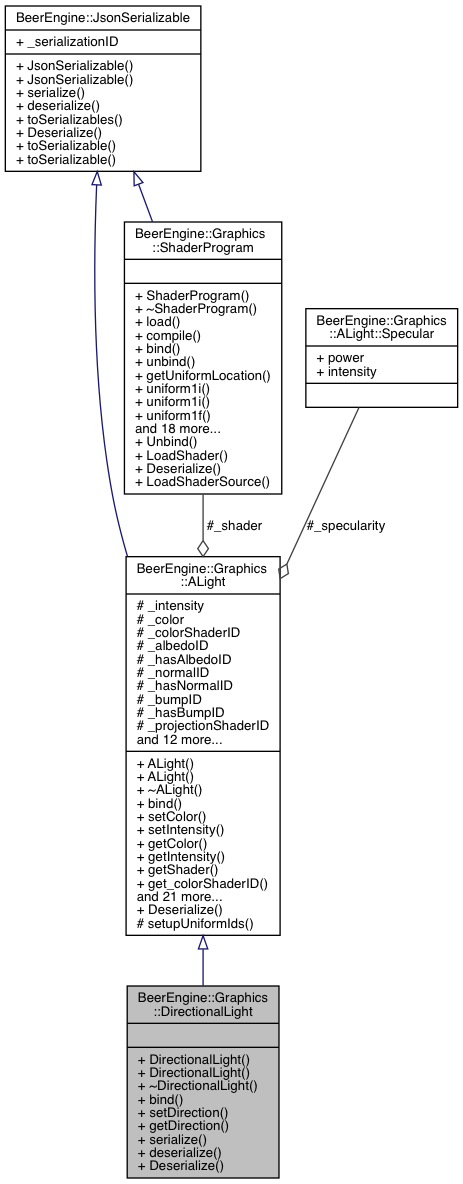 BeerEngine::JsonSerializable
+ _serializationID
+ JsonSerializable()
+ JsonSerializable()
+ serialize()
+ deserialize()
+ toSerializables()
+ Deserialize()
+ toSerializable()
+ toSerializable()
BeerEngine::Graphics
::ShaderProgram
+ ShaderProgram()
+ ~ShaderProgram()
+ load()
+ compile()
+ bind()
+ unbind()
+ getUniformLocation()
+ uniform1i()
+ uniform1i()
+ uniform1f()
and 18 more...
+ Unbind()
+ LoadShader()
+ Deserialize()
+ LoadShaderSource()
BeerEngine::Graphics
::ALight::Specular
+ power
+ intensity
#_shader
#_specularity
BeerEngine::Graphics
::ALight
# _intensity
# _color
# _colorShaderID
# _albedoID
# _hasAlbedoID
# _normalID
# _hasNormalID
# _bumpID
# _hasBumpID
# _projectionShaderID
and 12 more...
+ ALight()
+ ALight()
+ ~ALight()
+ bind()
+ setColor()
+ setIntensity()
+ getColor()
+ getIntensity()
+ getShader()
+ get_colorShaderID()
and 21 more...
+ Deserialize()
# setupUniformIds()
BeerEngine::Graphics
::DirectionalLight
+ DirectionalLight()
+ DirectionalLight()
+ ~DirectionalLight()
+ bind()
+ setDirection()
+ getDirection()
+ serialize()
+ deserialize()
+ Deserialize()